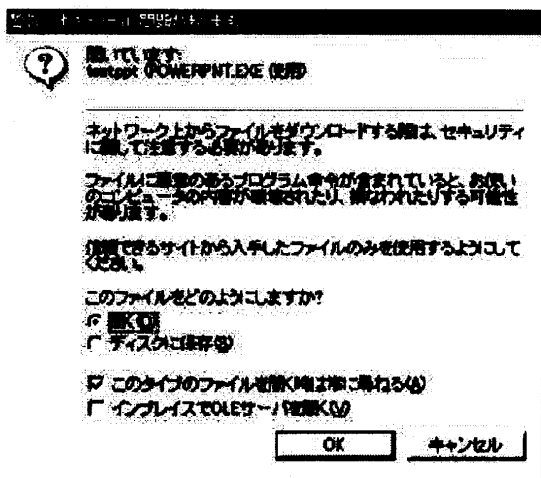 開いています:
test.ppt (POWERPNT.EXE 使用)
ネットワーク上からファイルをダウンロードする際は、セキュリティ
に関して注意する必要があります。
ファイルに悪意のあるプログラム命令が含まれていると、お使い
のコンピュータの内容が破壊されたり、損なわれたりする可能性
があります。
信頼できるサイトから入手したファイルのみを使用するようにして
ください。
このファイルをどのようにしますか?
開く(O)
ディスクに保存(S)
このタイプのファイルを開く時は常に尋ねる(A)
インプレイスでOLEサーバを開く(V)
OK
キャンセル